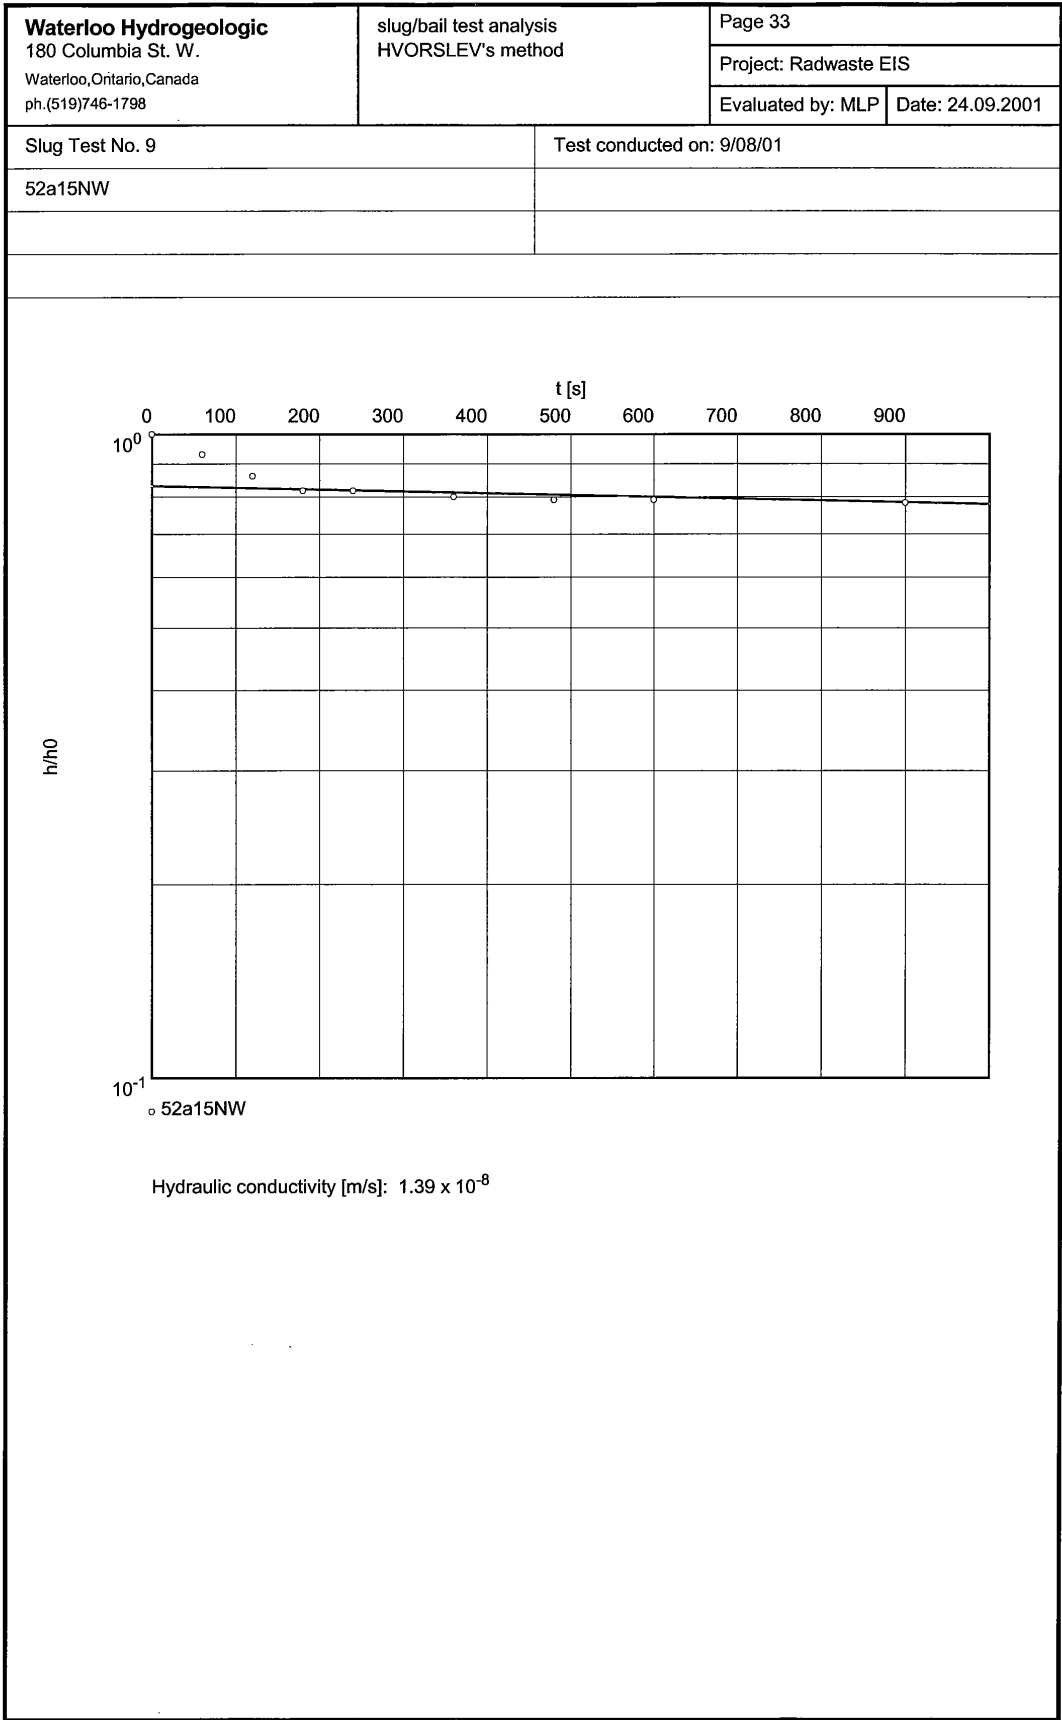 Waterloo Hydrogeologic
180 Columbia St. W.
Waterloo,Ontario,Canada
ph.(519)746-1798
slug/bail test analysis
HVORSLEV's method
Page 33
Project: Radwaste EIS
Evaluated by: MLP
Date: 24.09.2001
Slug Test No. 9
Test conducted on: 9/08/01
52a15NW
t [s]
0 100 200 300 400 500 600 700 800 900
10^0
h/h0
10^-1
52a15NW
Hydraulic conductivity [m/s]: 1.39 x 10^-8